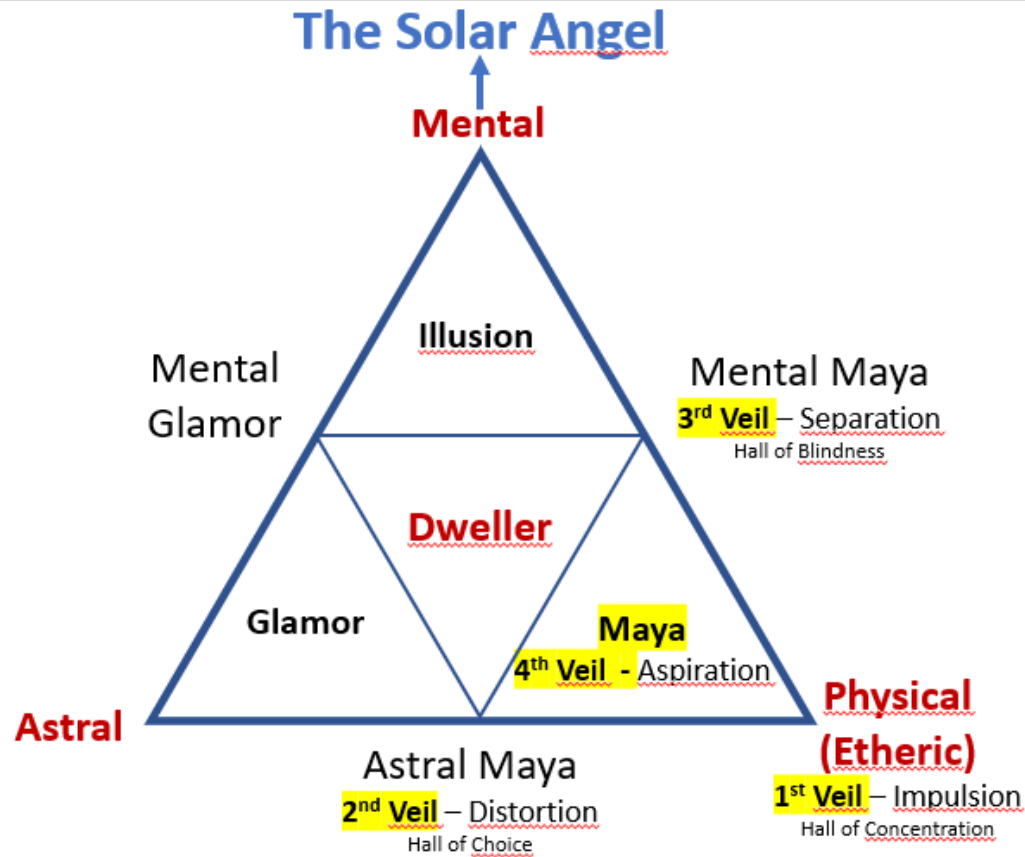 The Solar Angel
Mental
Illusion
Mental
Glamor
Mental Maya
3rd Veil – Separation
Hall of Blindness
Dweller
Glamor
Maya
4th Veil - Aspiration
Astral
Physical
(Etheric)
Astral Maya
2nd Veil – Distortion
Hall of Choice
1st Veil – Impulsion
Hall of Concentration